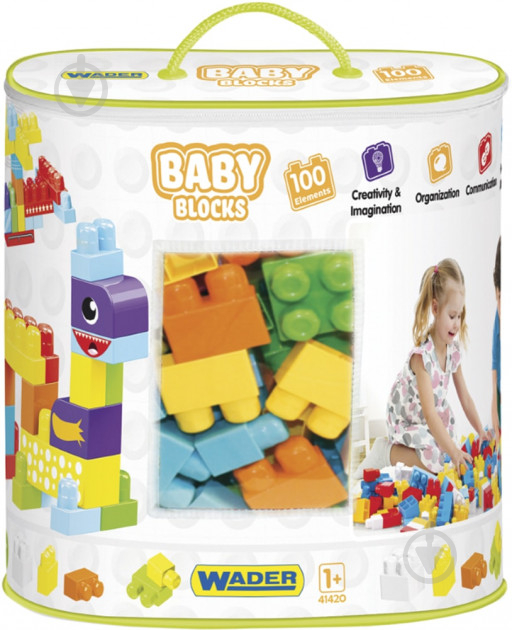 WADER
BABY
BLOCKS
100
BABY
BLOCKS
100
Elements
Creativity &
Imagination
Organization
Communication
WADER
1+
41420